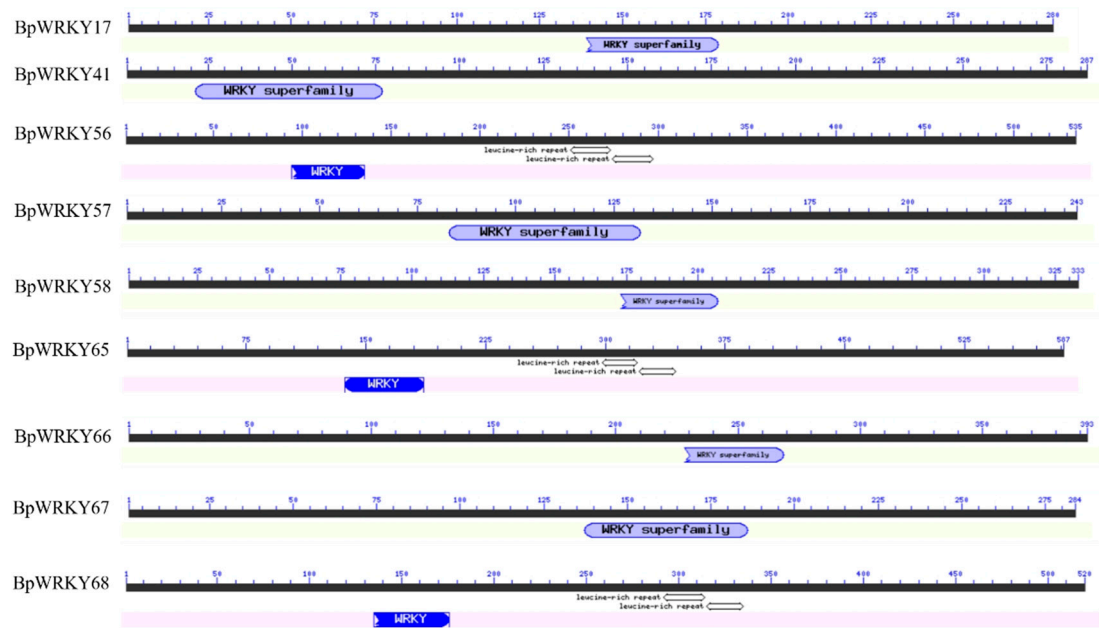 1 25 50 75 100 125 150 175 200 225 250 280
BpWRKY17
WRKY superfamily
1 25 50 75 100 125 150 175 200 225 250 275 287
BpWRKY41
WRKY superfamily
1 50 100 150 200 250 300 350 400 450 500 535
BpWRKY56
leucine-rich repeat
leucine-rich repeat
WRKY
1 25 50 75 100 125 150 175 200 225 243
BpWRKY57
WRKY superfamily
1 25 50 75 100 125 150 175 200 225 250 275 300 325 333
BpWRKY58
WRKY superfamily
1 75 150 225 300 375 450 525 587
BpWRKY65
leucine-rich repeat
leucine-rich repeat
WRKY
1 50 100 150 200 250 300 350 393
BpWRKY66
WRKY superfamily
1 25 50 75 100 125 150 175 200 225 250 275 284
BpWRKY67
WRKY superfamily
1 50 100 150 200 250 300 350 400 450 500 520
BpWRKY68
leucine-rich repeat
leucine-rich repeat
WRKY